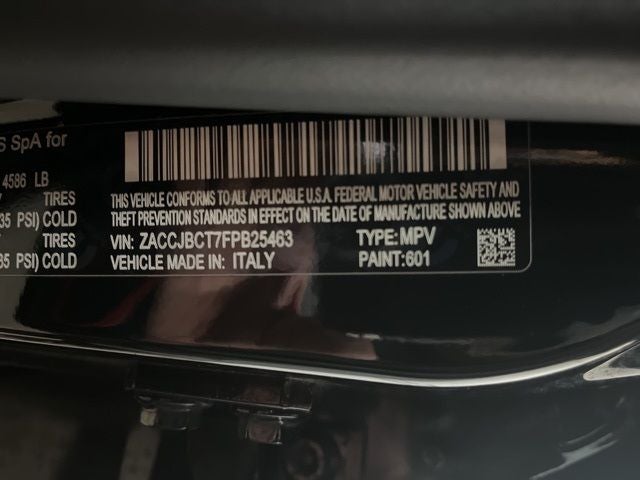 S SpA for
4586 LB
TIRES
35 PSI) COLD
TIRES
35 PSI) COLD
THIS VEHICLE CONFORMS TO ALL APPLICABLE U.S.A. FEDERAL MOTOR VEHICLE SAFETY AND
THEFT PREVENTION STANDARDS IN EFFECT ON THE DATE OF MANUFACTURE SHOWN ABOVE
VIN: ZACCJBCT7FPB25463 TYPE: MPV
VEHICLE MADE IN: ITALY PAINT: 601